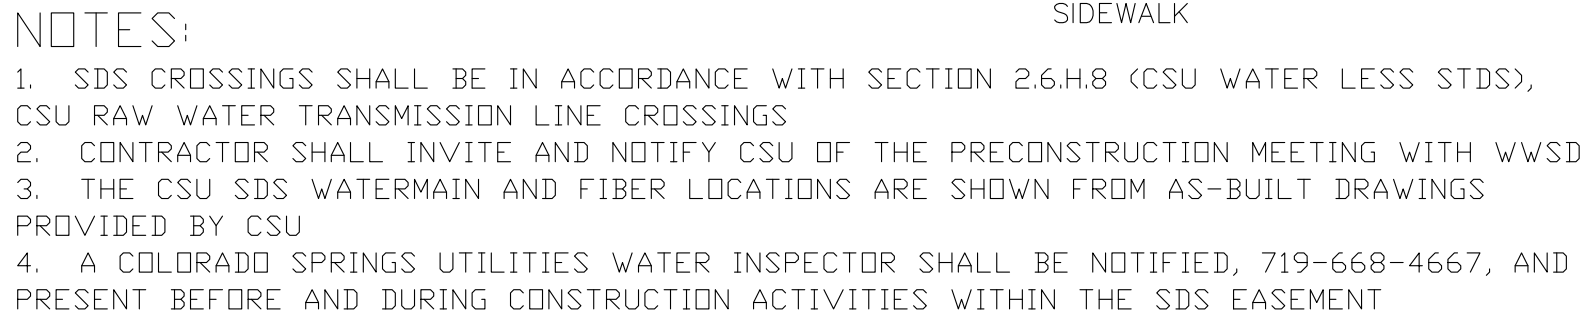 SIDEWALK
NOTES:
1. SDS CROSSINGS SHALL BE IN ACCORDANCE WITH SECTION 2.6.H.8 (CSU WATER LESS STDS),
CSU RAW WATER TRANSMISSION LINE CROSSINGS
2. CONTRACTOR SHALL INVITE AND NOTIFY CSU OF THE PRECONSTRUCTION MEETING WITH WWSD
3. THE CSU SDS WATERMAIN AND FIBER LOCATIONS ARE SHOWN FROM AS-BUILT DRAWINGS
PROVIDED BY CSU
4. A COLORADO SPRINGS UTILITIES WATER INSPECTOR SHALL BE NOTIFIED, 719-668-4667, AND
PRESENT BEFORE AND DURING CONSTRUCTION ACTIVITIES WITHIN THE SDS EASEMENT